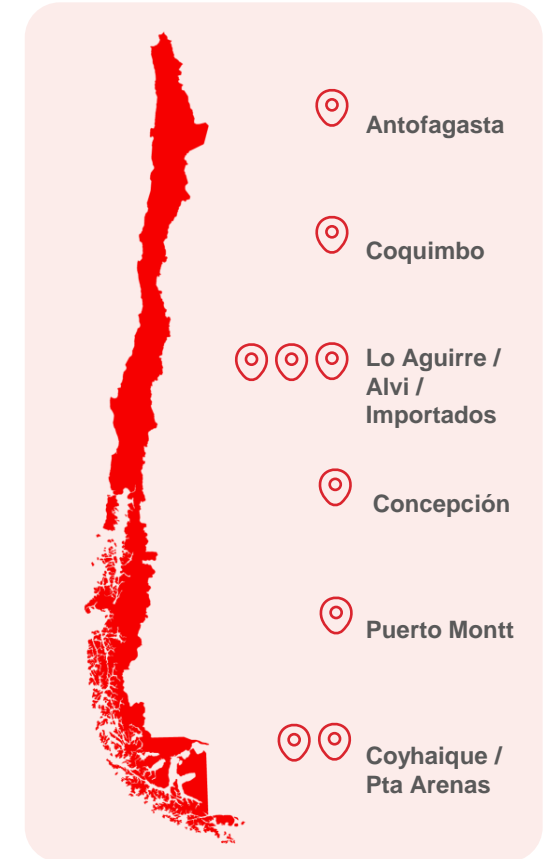 Antofagasta
Coquimbo
Lo Aguirre /
Alvi /
Importados
Concepción
Puerto Montt
Coyhaique /
Pta Arenas